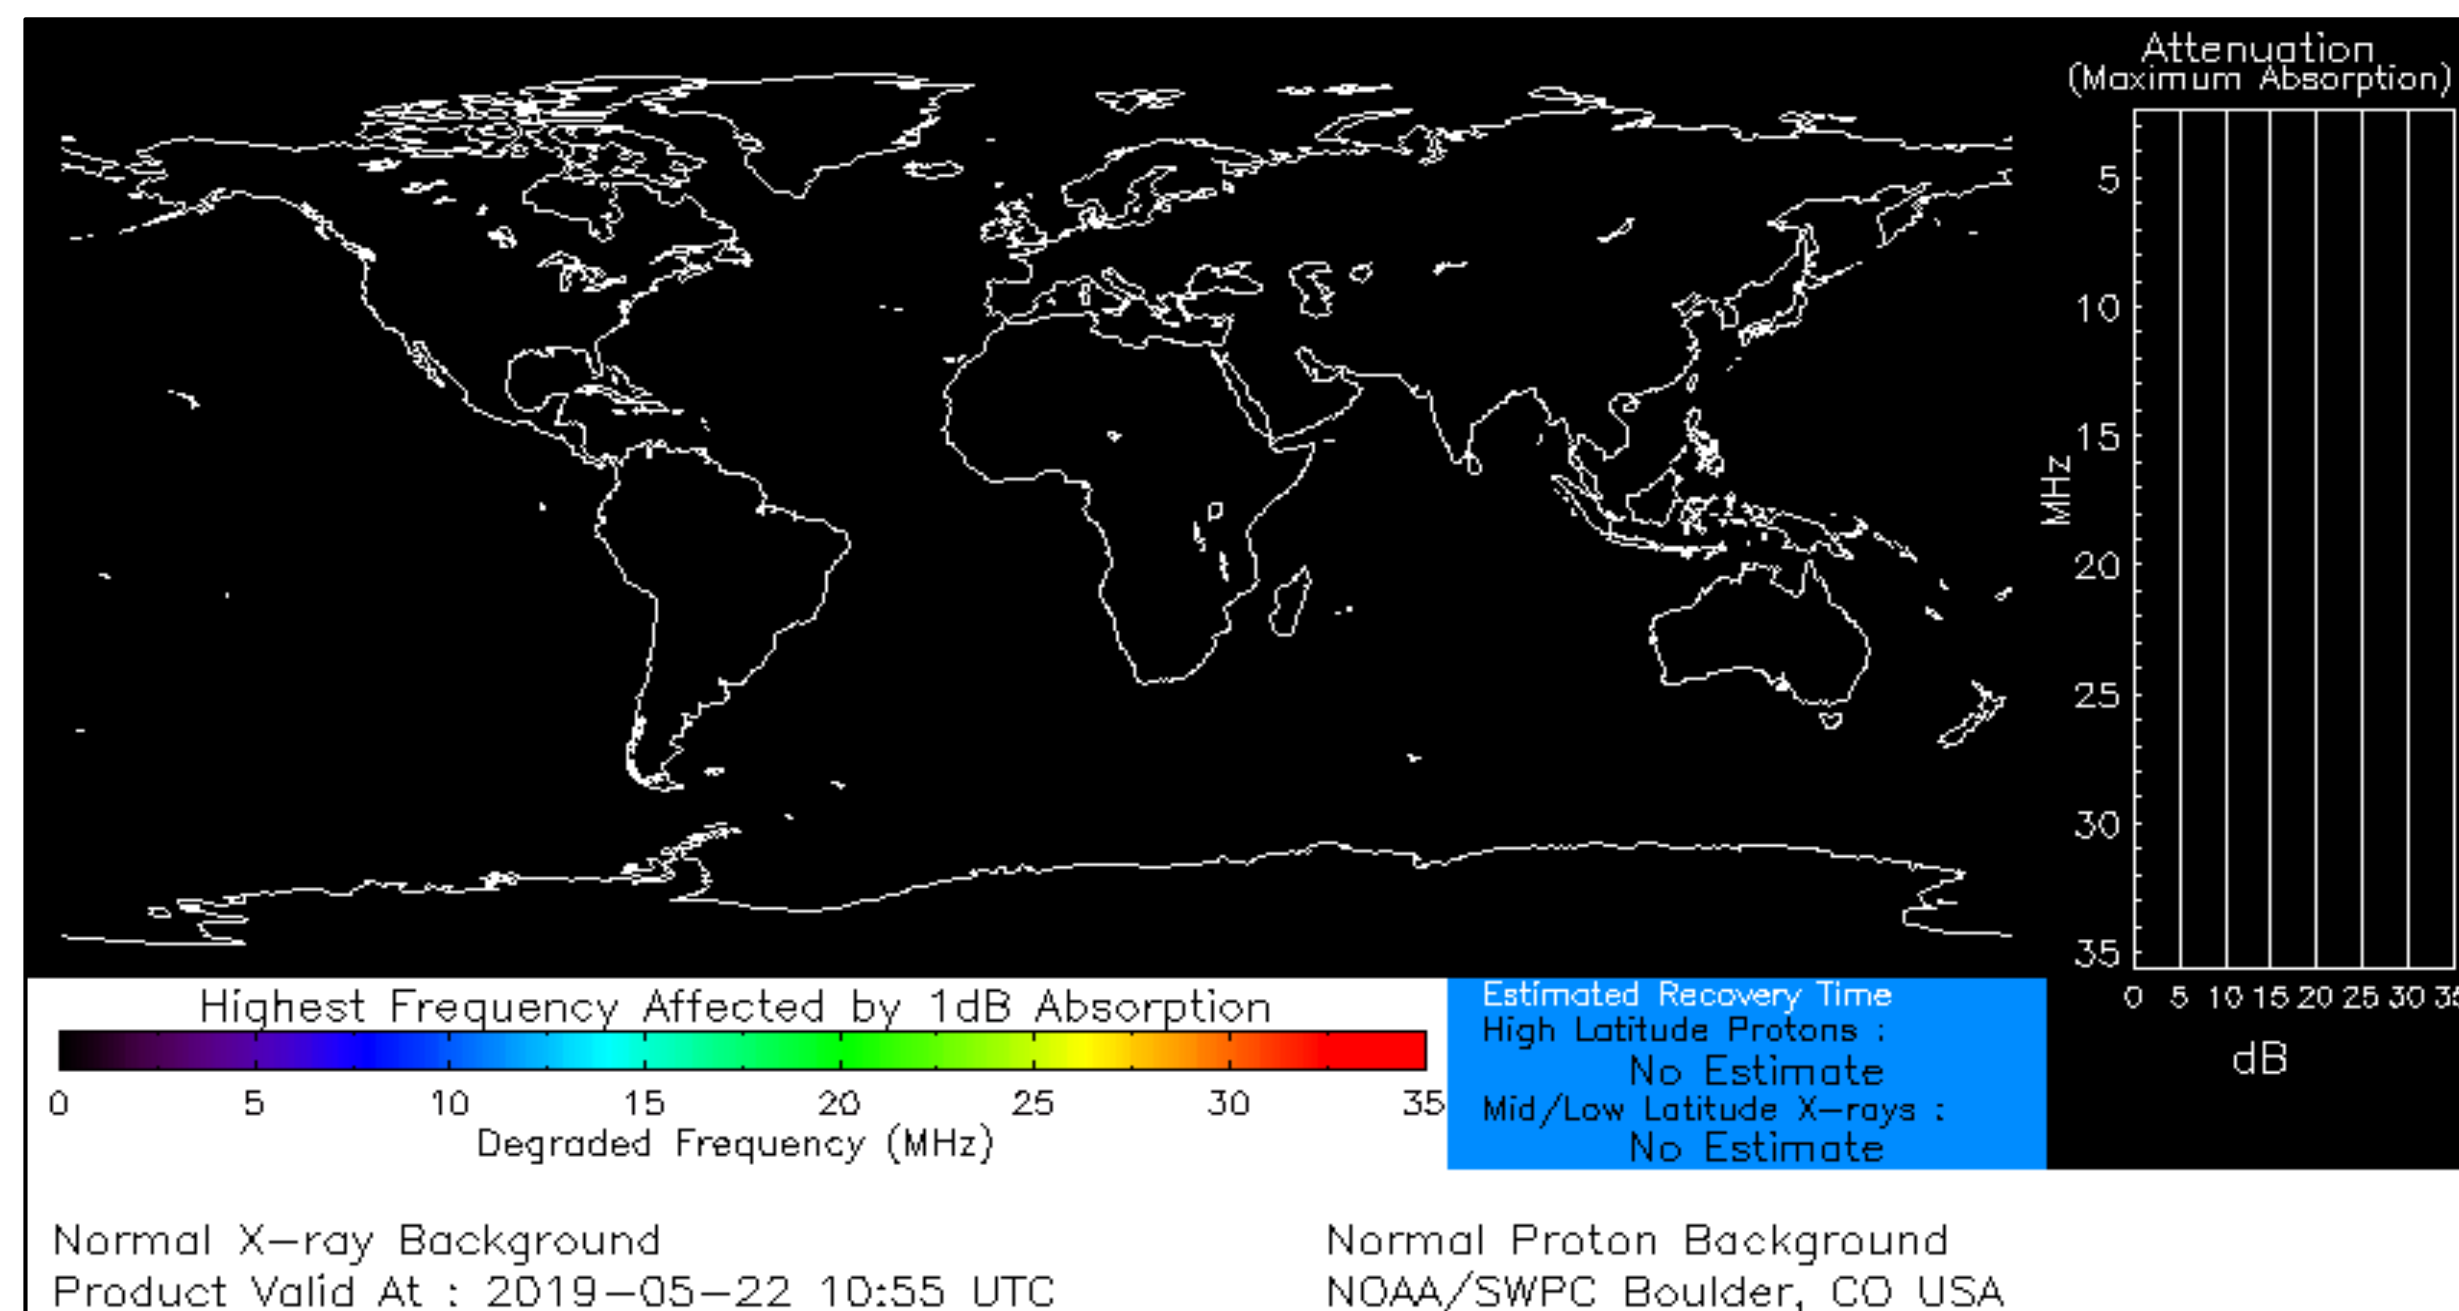 Attenuation
(Maximum Absorption)
5
10
15
20
25
30
35
MHz
0 5 10 15 20 25 30
dB
Highest Frequency Affected by 1dB Absorption
0 5 10 15 20 25 30 35
Degraded Frequency (MHz)
Estimated Recovery Time
High Latitude Protons :
No Estimate
Mid/Low Latitude X-rays :
No Estimate
Normal X-ray Background
Normal Proton Background
Product Valid At : 2019-05-22 10:55 UTC
NOAA/SWPC Boulder, CO USA